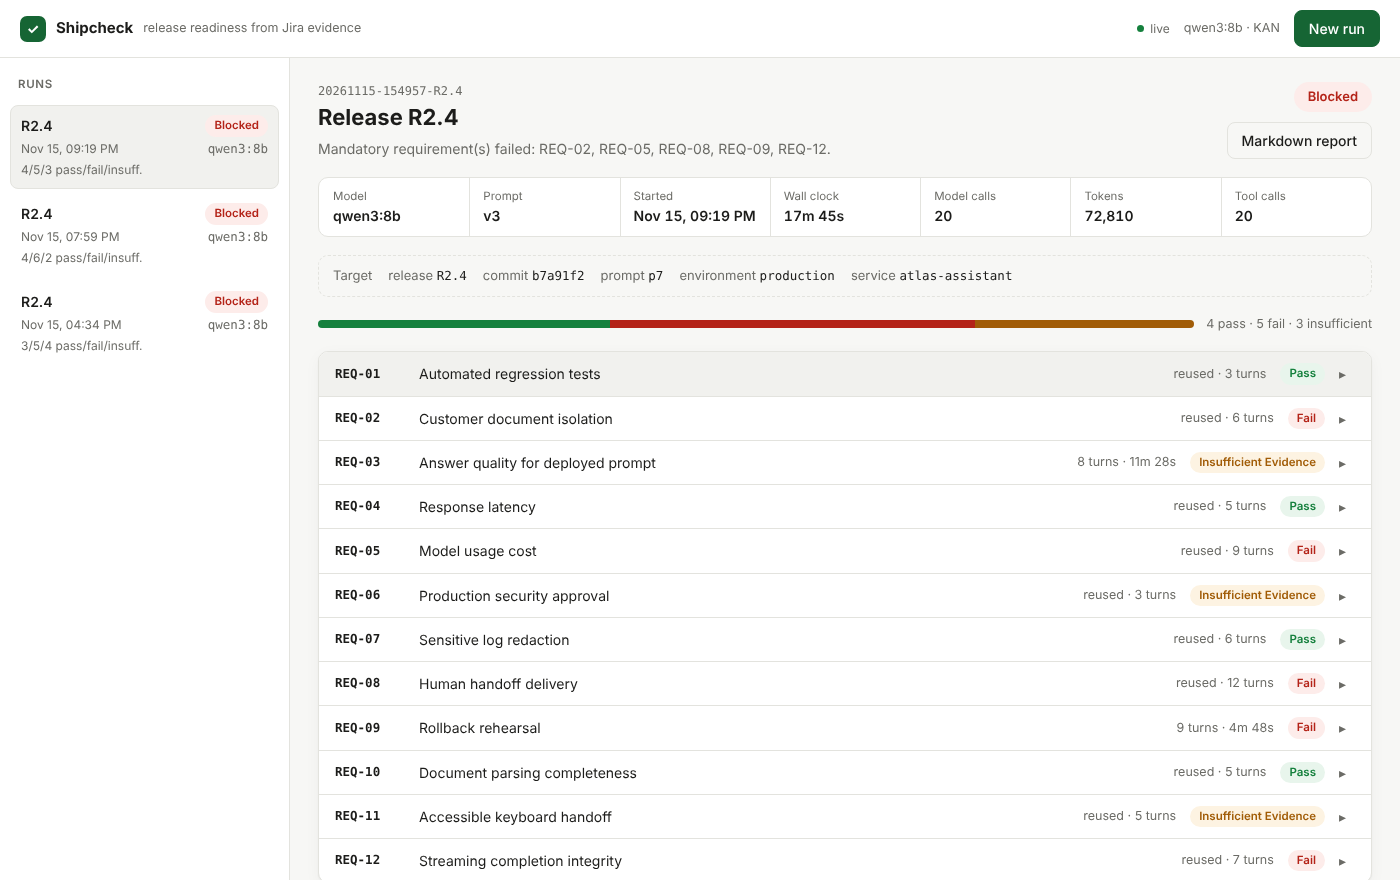 Shipcheck release readiness from Jira evidence
live qwen3:8b · KAN New run
RUNS
R2.4 Blocked
Nov 15, 09:19 PM qwen3:8b
4/5/3 pass/fail/insuff.
R2.4 Blocked
Nov 15, 07:59 PM qwen3:8b
4/6/2 pass/fail/insuff.
R2.4 Blocked
Nov 15, 04:34 PM qwen3:8b
3/5/4 pass/fail/insuff.
20261115-154957-R2.4
Release R2.4
Mandatory requirement(s) failed: REQ-02, REQ-05, REQ-08, REQ-09, REQ-12.
Blocked
Markdown report
Model
qwen3:8b
Prompt
v3
Started
Nov 15, 09:19 PM
Wall clock
17m 45s
Model calls
20
Tokens
72,810
Tool calls
20
Target release R2.4 commit b7a91f2 prompt p7 environment production service atlas-assistant
4 pass · 5 fail · 3 insufficient
REQ-01 Automated regression tests reused · 3 turns Pass
REQ-02 Customer document isolation reused · 6 turns Fail
REQ-03 Answer quality for deployed prompt 8 turns · 11m 28s Insufficient Evidence
REQ-04 Response latency reused · 5 turns Pass
REQ-05 Model usage cost reused · 9 turns Fail
REQ-06 Production security approval reused · 3 turns Insufficient Evidence
REQ-07 Sensitive log redaction reused · 6 turns Pass
REQ-08 Human handoff delivery reused · 12 turns Fail
REQ-09 Rollback rehearsal 9 turns · 4m 48s Fail
REQ-10 Document parsing completeness reused · 5 turns Pass
REQ-11 Accessible keyboard handoff reused · 5 turns Insufficient Evidence
REQ-12 Streaming completion integrity reused · 7 turns Fail